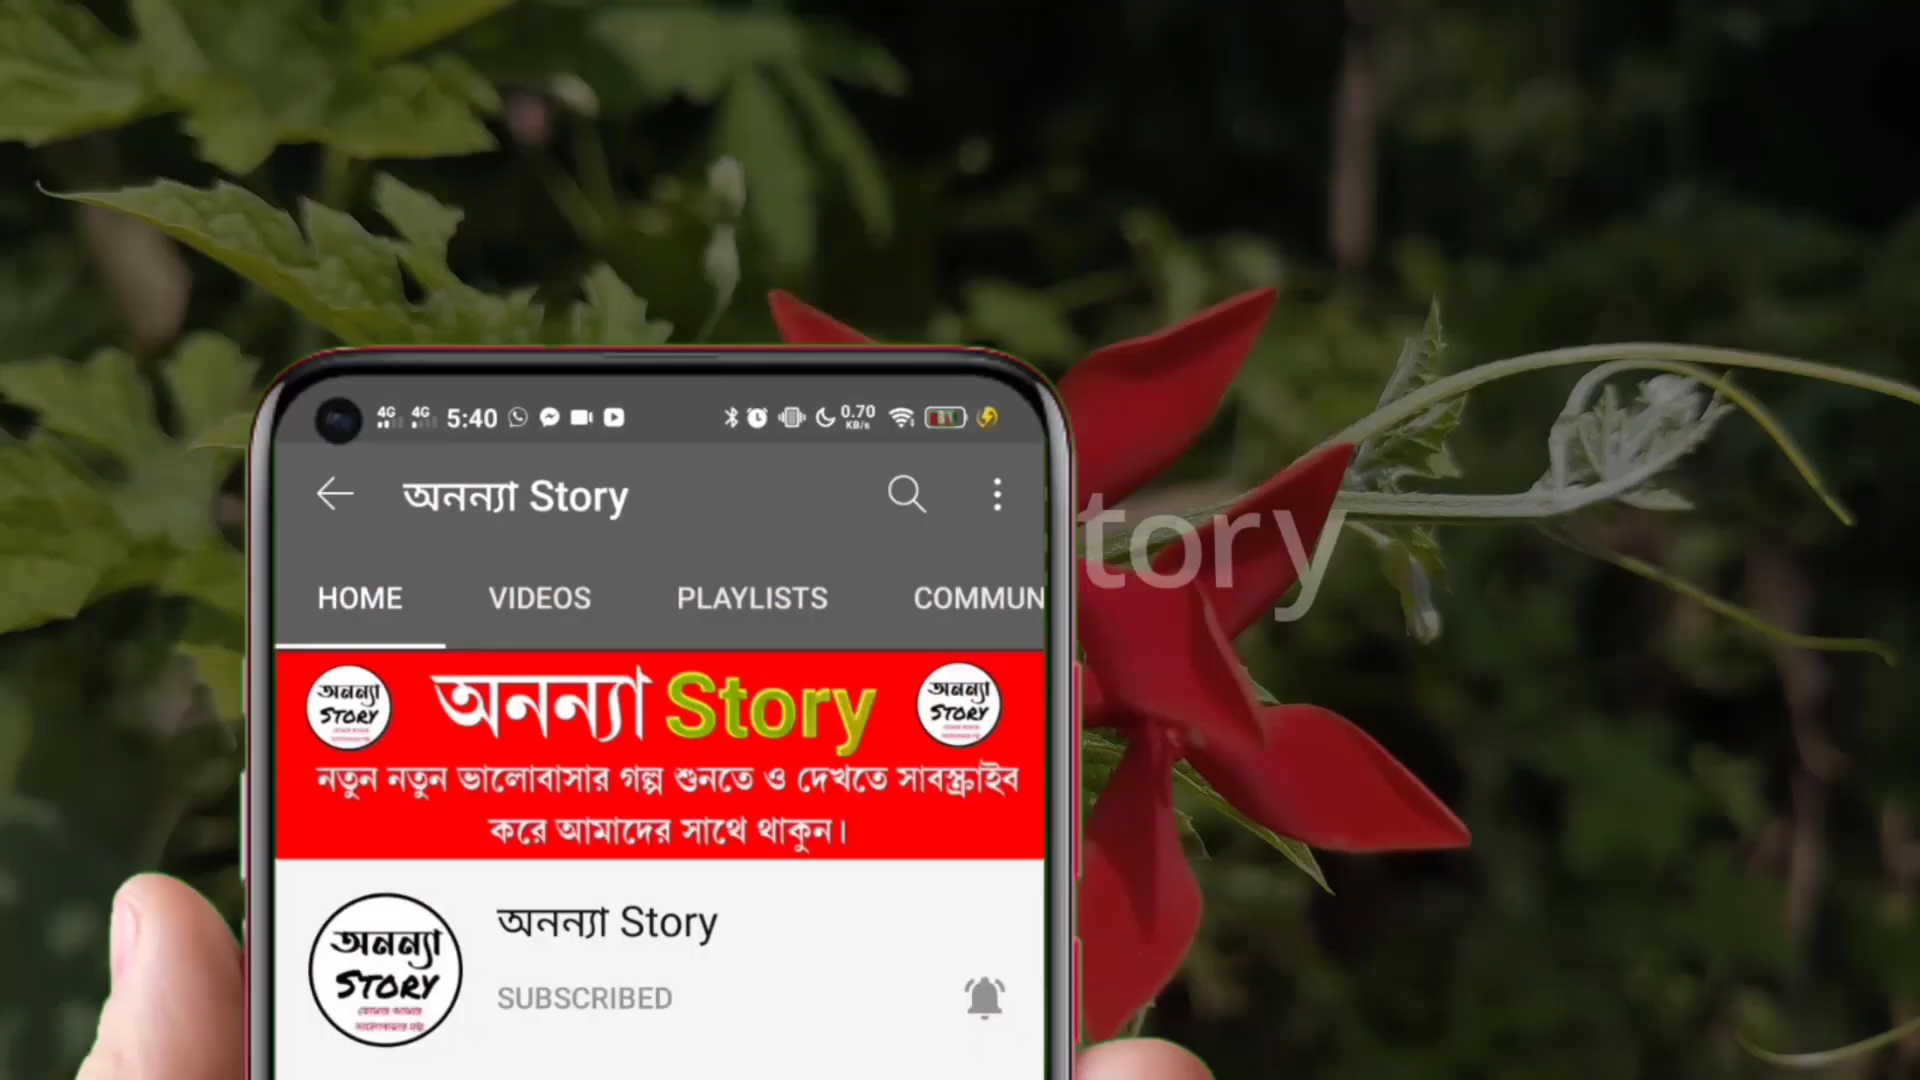 4G 4G 5:40 0.70 KB/s
অনন্যা Story
HOME VIDEOS PLAYLISTS COMMUN
tory
অনন্যা STORY
অনন্যা Story
অনন্যা STORY
নতুন নতুন ভালোবাসার গল্প শুনতে ও দেখতে সাবস্ক্রাইব
করে আমাদের সাথে থাকুন।
অনন্যা STORY
অনন্যা Story
SUBSCRIBED